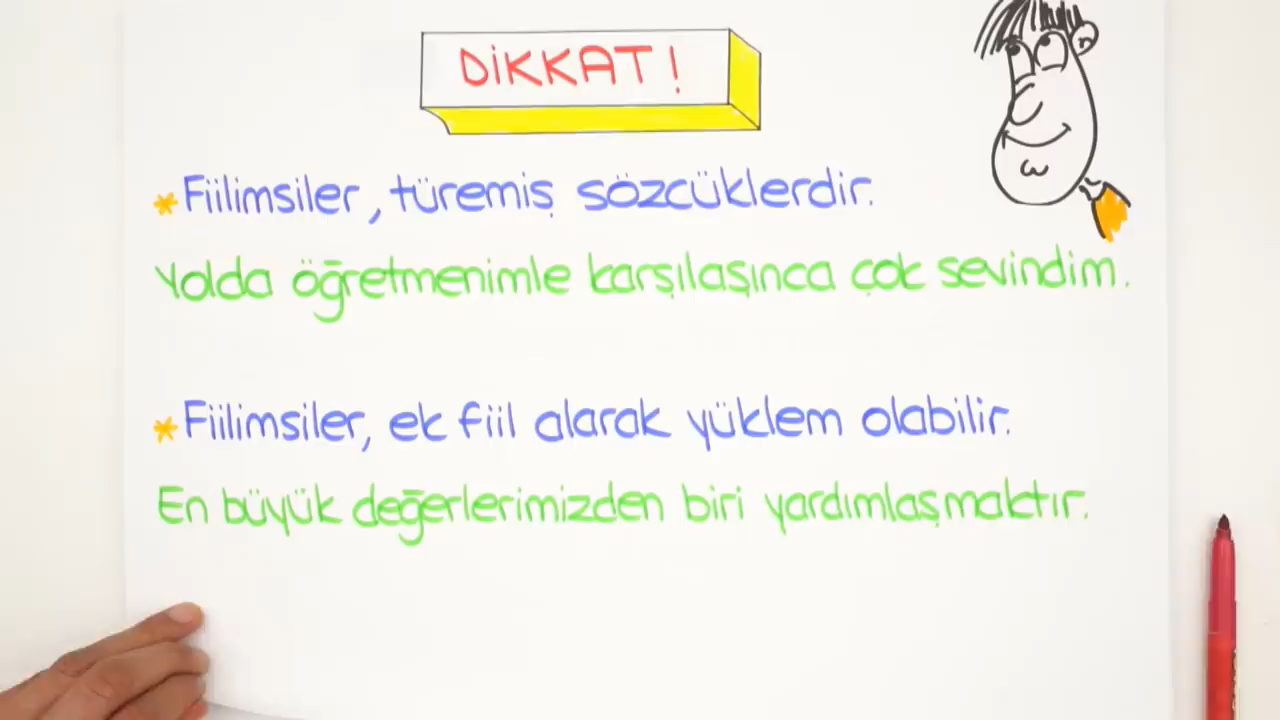 DİKKAT!
* Fiilimsiler, türemiş sözcüklerdir.
Yolda öğretmenimle karşılaşınca çok sevindim.
* Fiilimsiler, ek fiil alarak yüklem olabilir.
En büyük değerlerimizden biri yardımlaşmaktır.